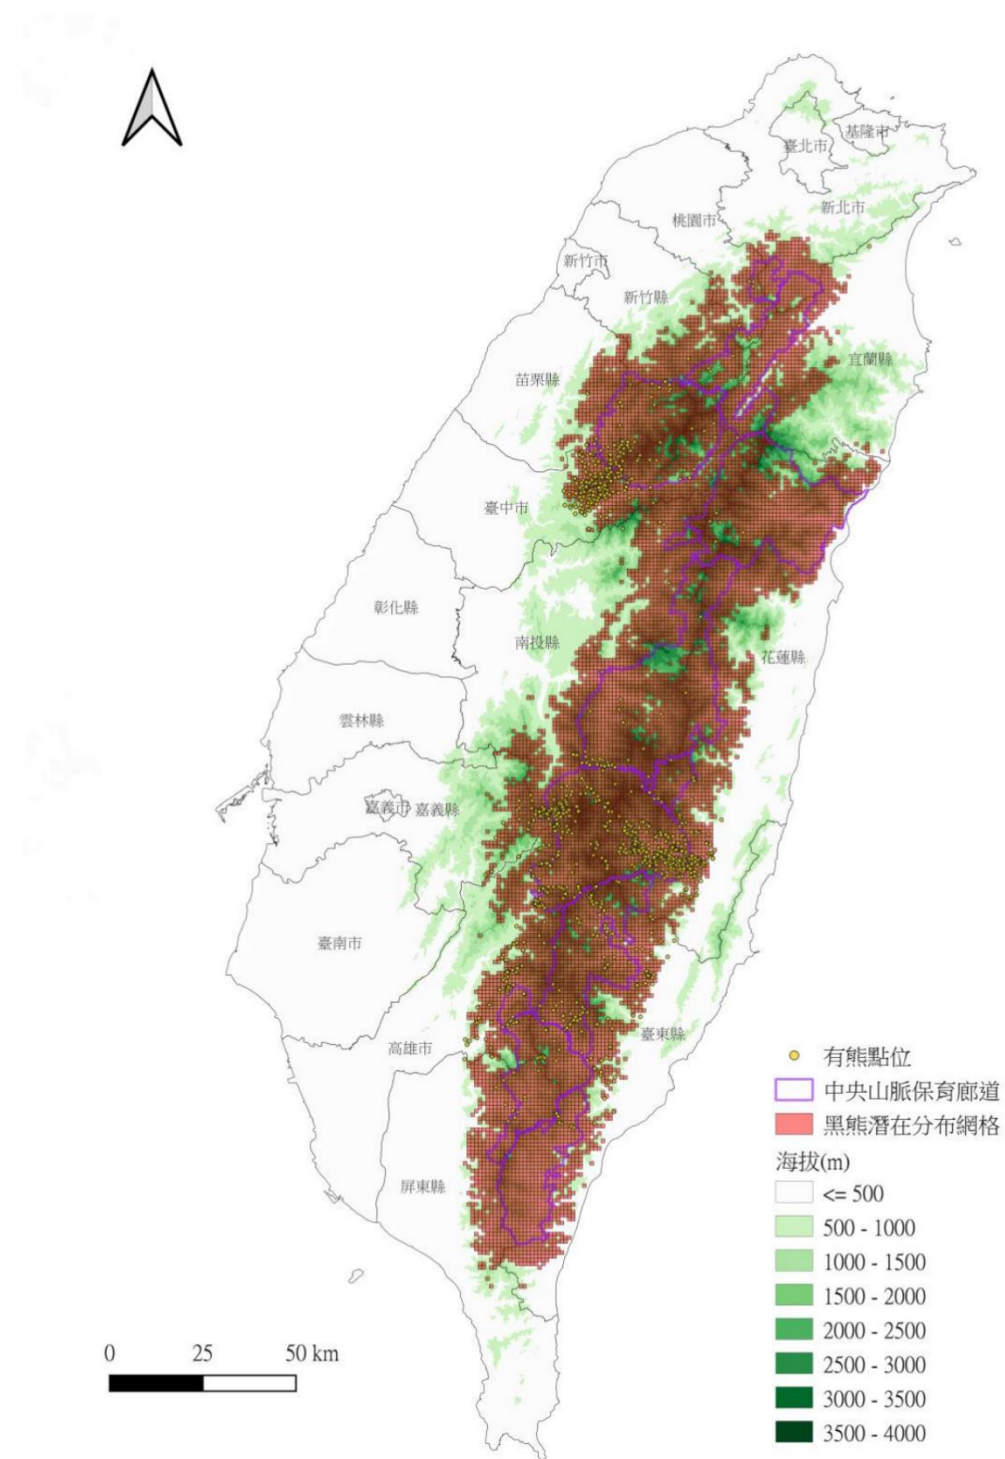 基隆市
臺北市
新北市
桃園市
新竹市
新竹縣
宜蘭縣
苗栗縣
臺中市
彰化縣
南投縣
花蓮縣
雲林縣
嘉義市
嘉義縣
臺南市
高雄市
臺東縣
屏東縣
有熊點位
中央山脈保育廊道
黑熊潛在分布網格
海拔(m)
<= 500
500 - 1000
1000 - 1500
1500 - 2000
2000 - 2500
2500 - 3000
3000 - 3500
3500 - 4000
0 25 50 km